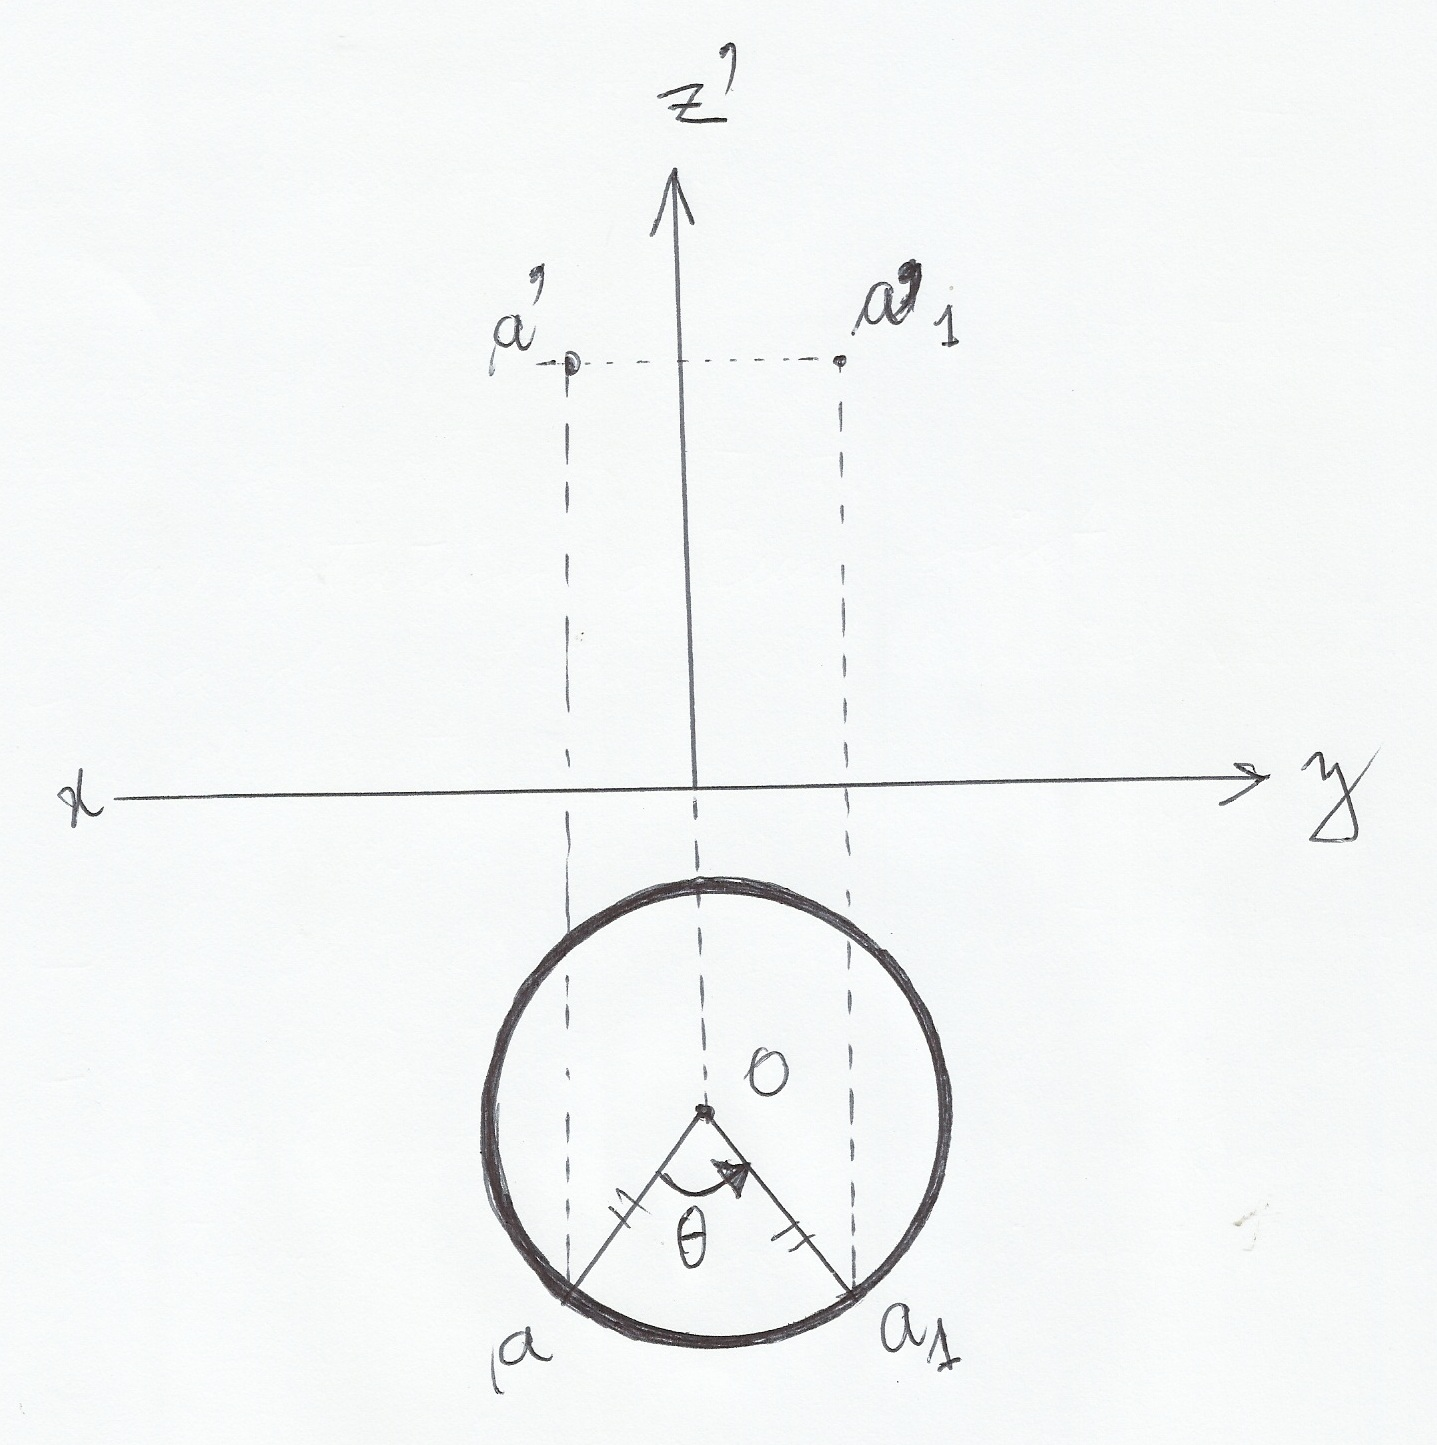 z'
a' a'1
x y
O
θ
a a1